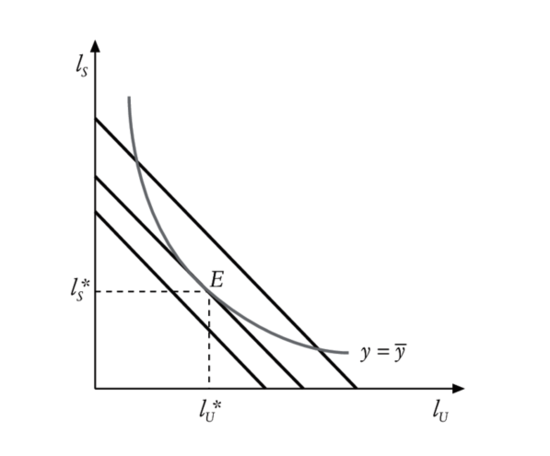 l_S
E
l_S*
y = ȳ
l_U*
l_U